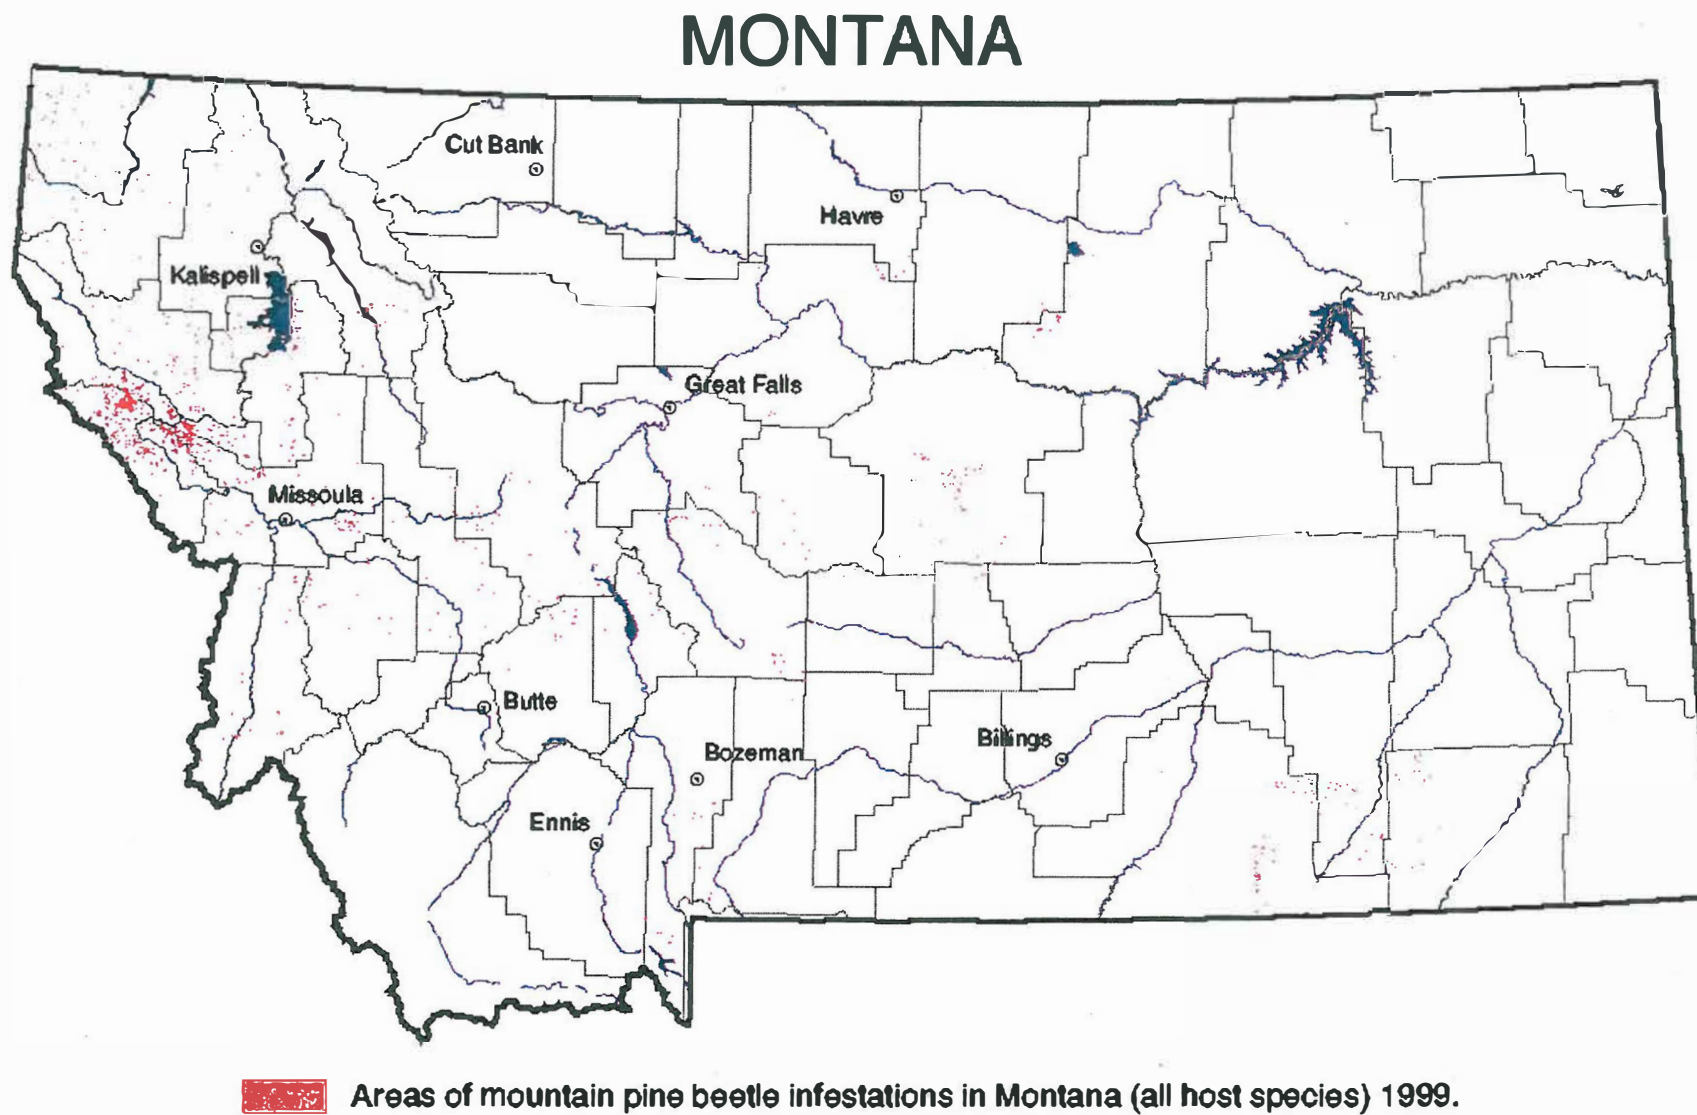 MONTANA
Cut Bank
Havre
Kalispell
Great Falls
Missoula
Butte
Bozeman
Billings
Ennis
Areas of mountain pine beetle infestations in Montana (all host species) 1999.